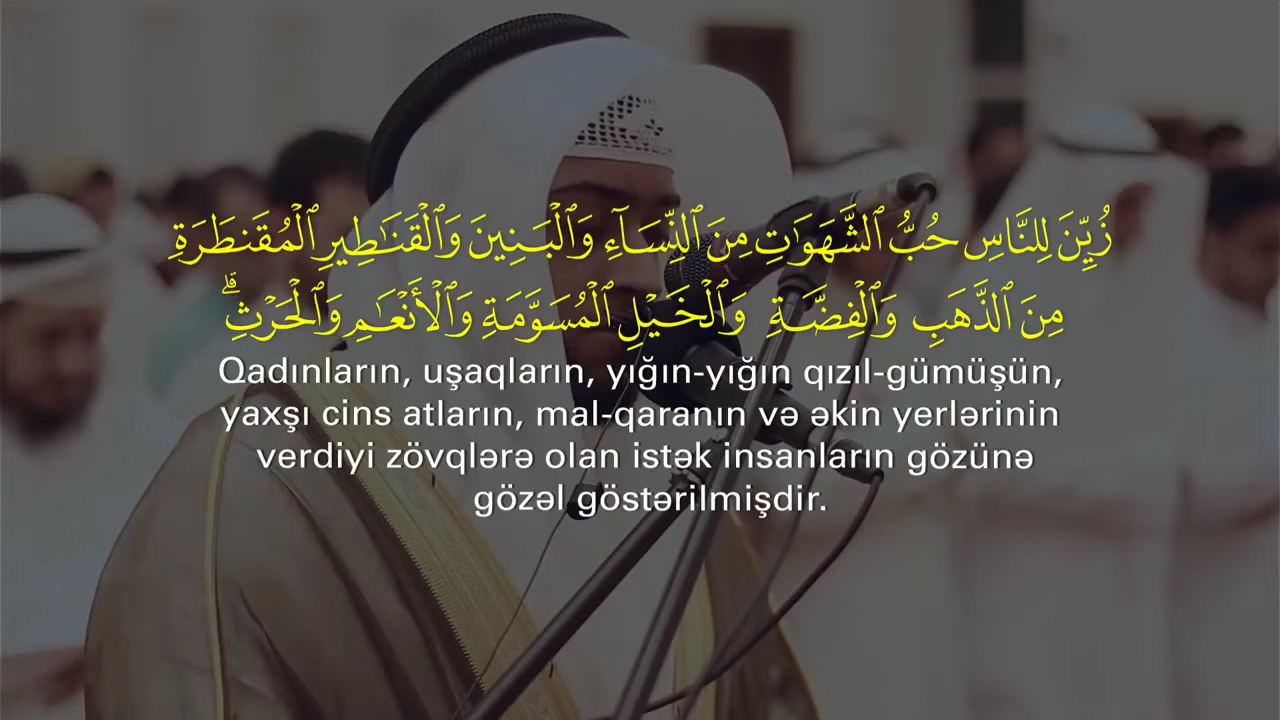 زُيِّنَ لِلنَّاسِ حُبُّ ٱلشَّهَوَٰتِ مِنَ ٱلنِّسَآءِ وَٱلْبَنِينَ وَٱلْقَنَـٰطِيرِ ٱلْمُقَنطَرَةِ
مِنَ ٱلذَّهَبِ وَٱلْفِضَّةِ وَٱلْخَيْلِ ٱلْمُسَوَّمَةِ وَٱلْأَنْعَـٰمِ وَٱلْحَرْثِ ۗ
Qadınların, uşaqların, yığın-yığın qızıl-gümüşün,
yaxşı cins atların, mal-qaranın və əkin yerlərinin
verdiyi zövqlərə olan istək insanların gözünə
gözəl göstərilmişdir.